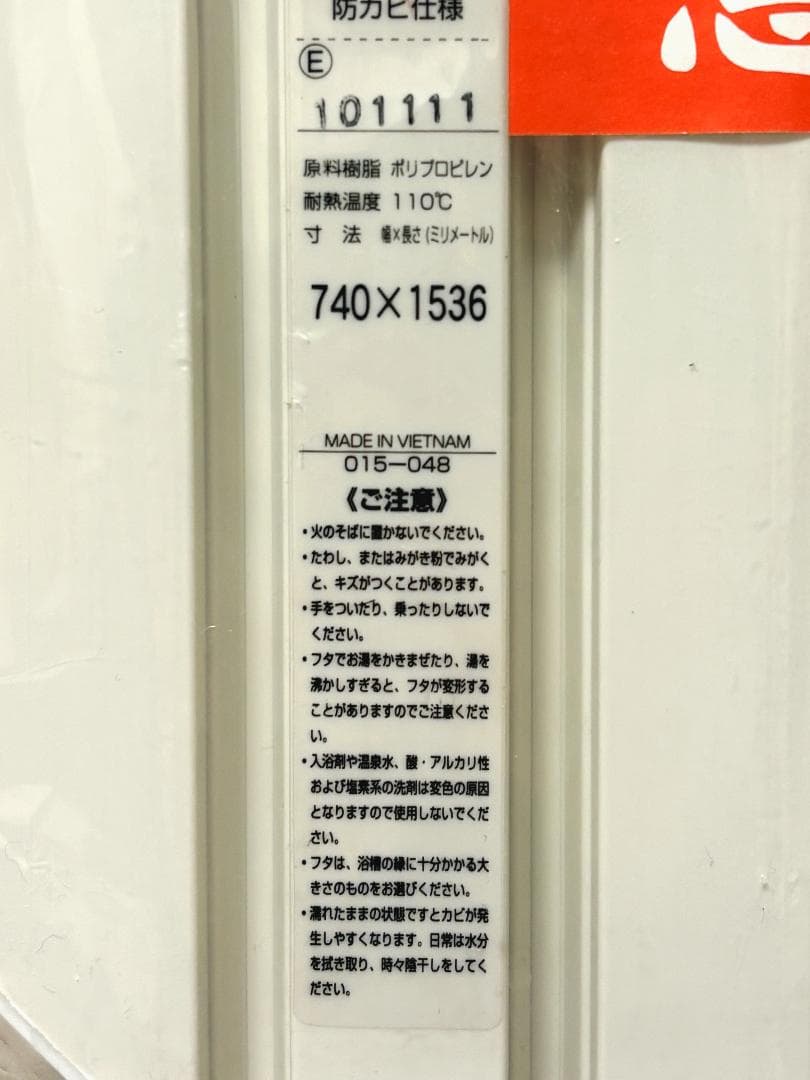 防カビ仕様
Ⓔ
101111
原料樹脂 ポリプロピレン
耐熱温度 110℃
寸 法 幅×長さ(ミリメートル)
740×1536
MADE IN VIETNAM
015−048
《ご注意》
・火のそばに置かないでください。
・たわし、またはみがき粉でみがく
と、キズがつくことがあります。
・手をついだり、乗ったりしないで
ください。
・フタでお湯をかきまぜたり、湯を
沸かしすぎると、フタが変形する
ことがありますのでご注意くださ
い。
・入浴剤や温泉水、酸・アルカリ性
および塩素系の洗剤は変色の原因
となりますので使用しないでくだ
さい。
・フタは、浴槽の縁に十分かかる大
きさのものをお選びください。
・濡れたままの状態ですとカビが発
生しやすくなります。日常は水分
を拭き取り、時々陰干しをしてく
ださい。